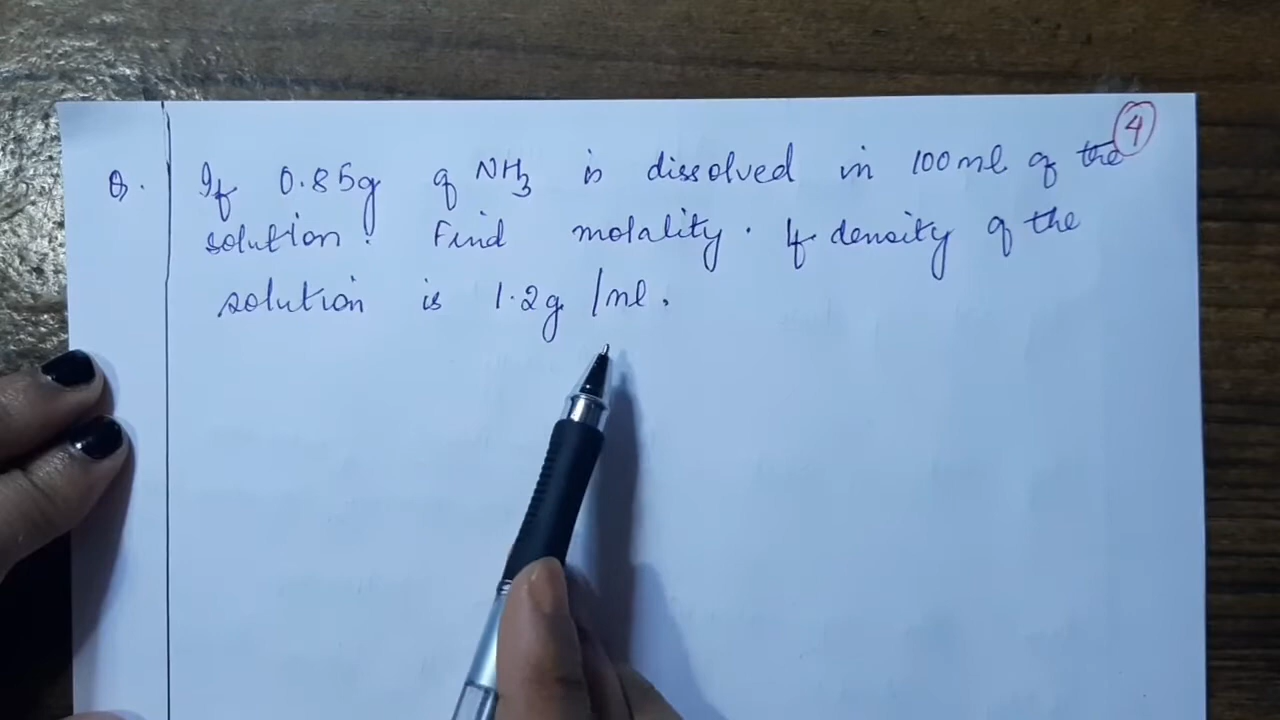 4
Q. If 0.85g of NH3 is dissolved in 100ml of the
solution. Find molality. If density of the
solution is 1.2g/ml.